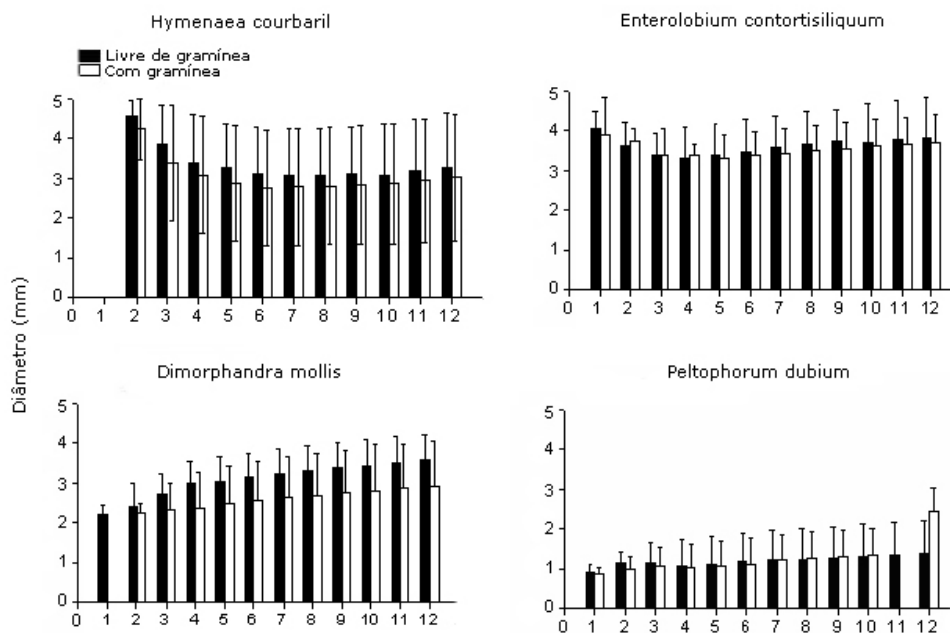 Hymenaea courbaril
Livre de gramínea
Com gramínea
5
4
3
2
1
0
0 1 2 3 4 5 6 7 8 9 10 11 12
Enterolobium contortisiliquum
5
4
3
2
1
0
0 1 2 3 4 5 6 7 8 9 10 11 12
Diâmetro (mm)
Dimorphandra mollis
5
4
3
2
1
0
0 1 2 3 4 5 6 7 8 9 10 11 12
Peltophorum dubium
5
4
3
2
1
0
0 1 2 3 4 5 6 7 8 9 10 11 12